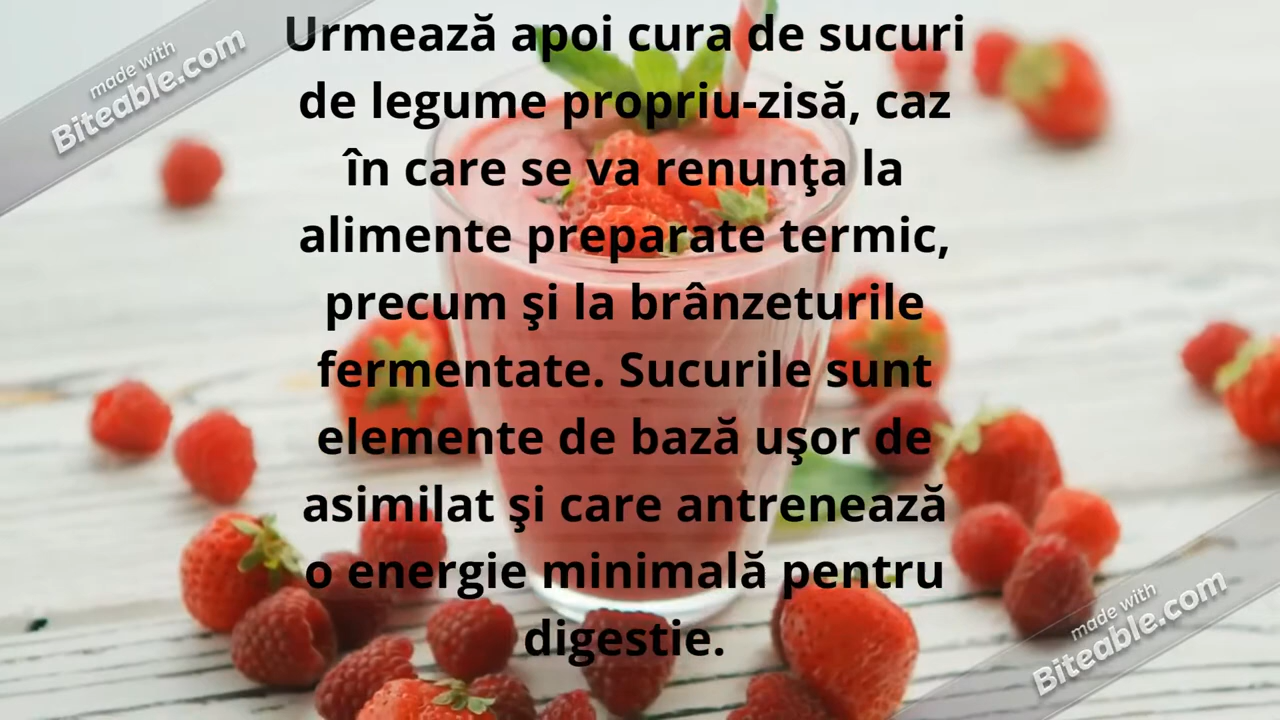 Urmează apoi cura de sucuri
de legume propriu-zisă, caz
în care se va renunţa la
alimente preparate termic,
precum şi la brânzeturile
fermentate. Sucurile sunt
elemente de bază uşor de
asimilat şi care antrenează
o energie minimală pentru
digestie.
made with
Biteable.com
made with
Biteable.com